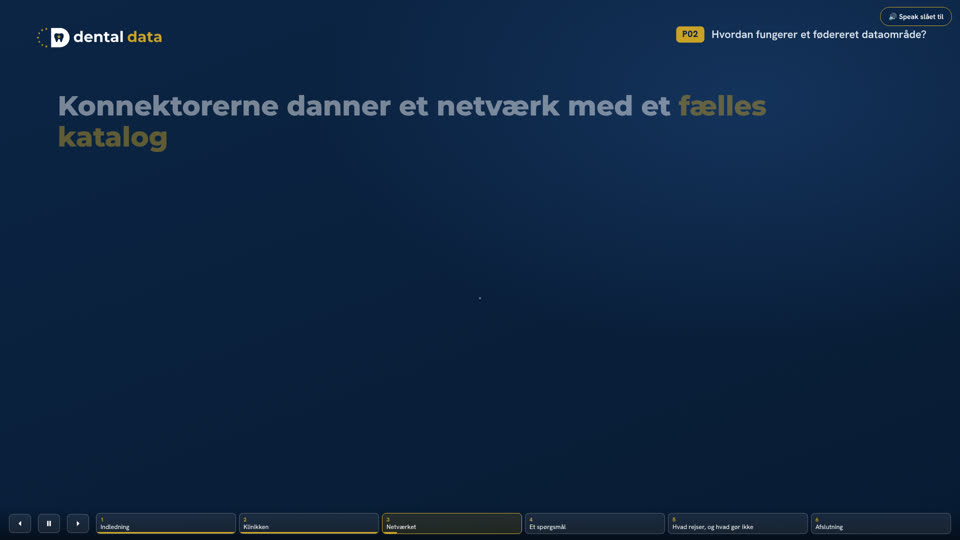 🔊 Speak slået til
dental data
P02 Hvordan fungerer et fødereret dataområde?
Konnektorerne danner et netværk med et fælles
katalog
1
Indledning
2
Klinikken
3
Netværket
4
Et spørgsmål
5
Hvad rejser, og hvad gør ikke
6
Afslutning